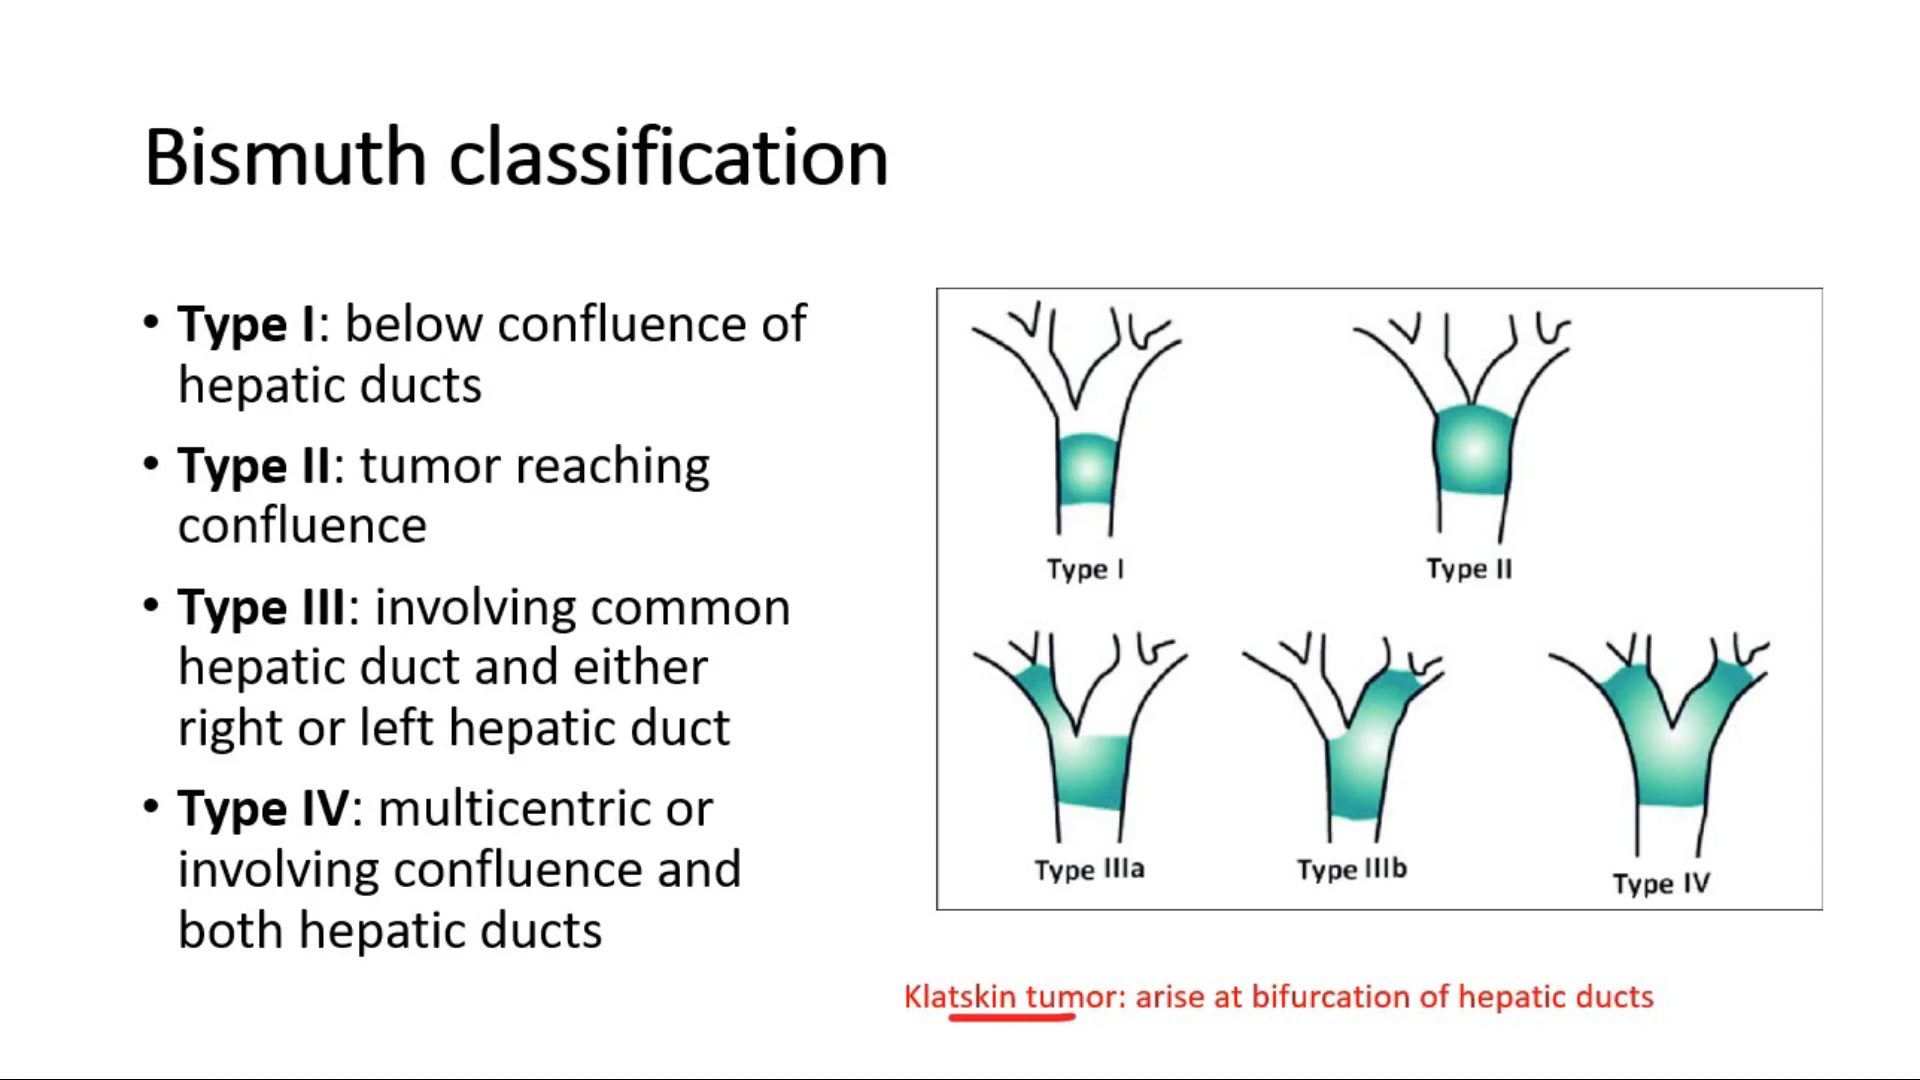 Bismuth classification
• Type I: below confluence of
hepatic ducts
• Type II: tumor reaching
confluence
• Type III: involving common
hepatic duct and either
right or left hepatic duct
• Type IV: multicentric or
involving confluence and
both hepatic ducts
Type I
Type II
Type IIIa
Type IIIb
Type IV
Klatskin tumor: arise at bifurcation of hepatic ducts